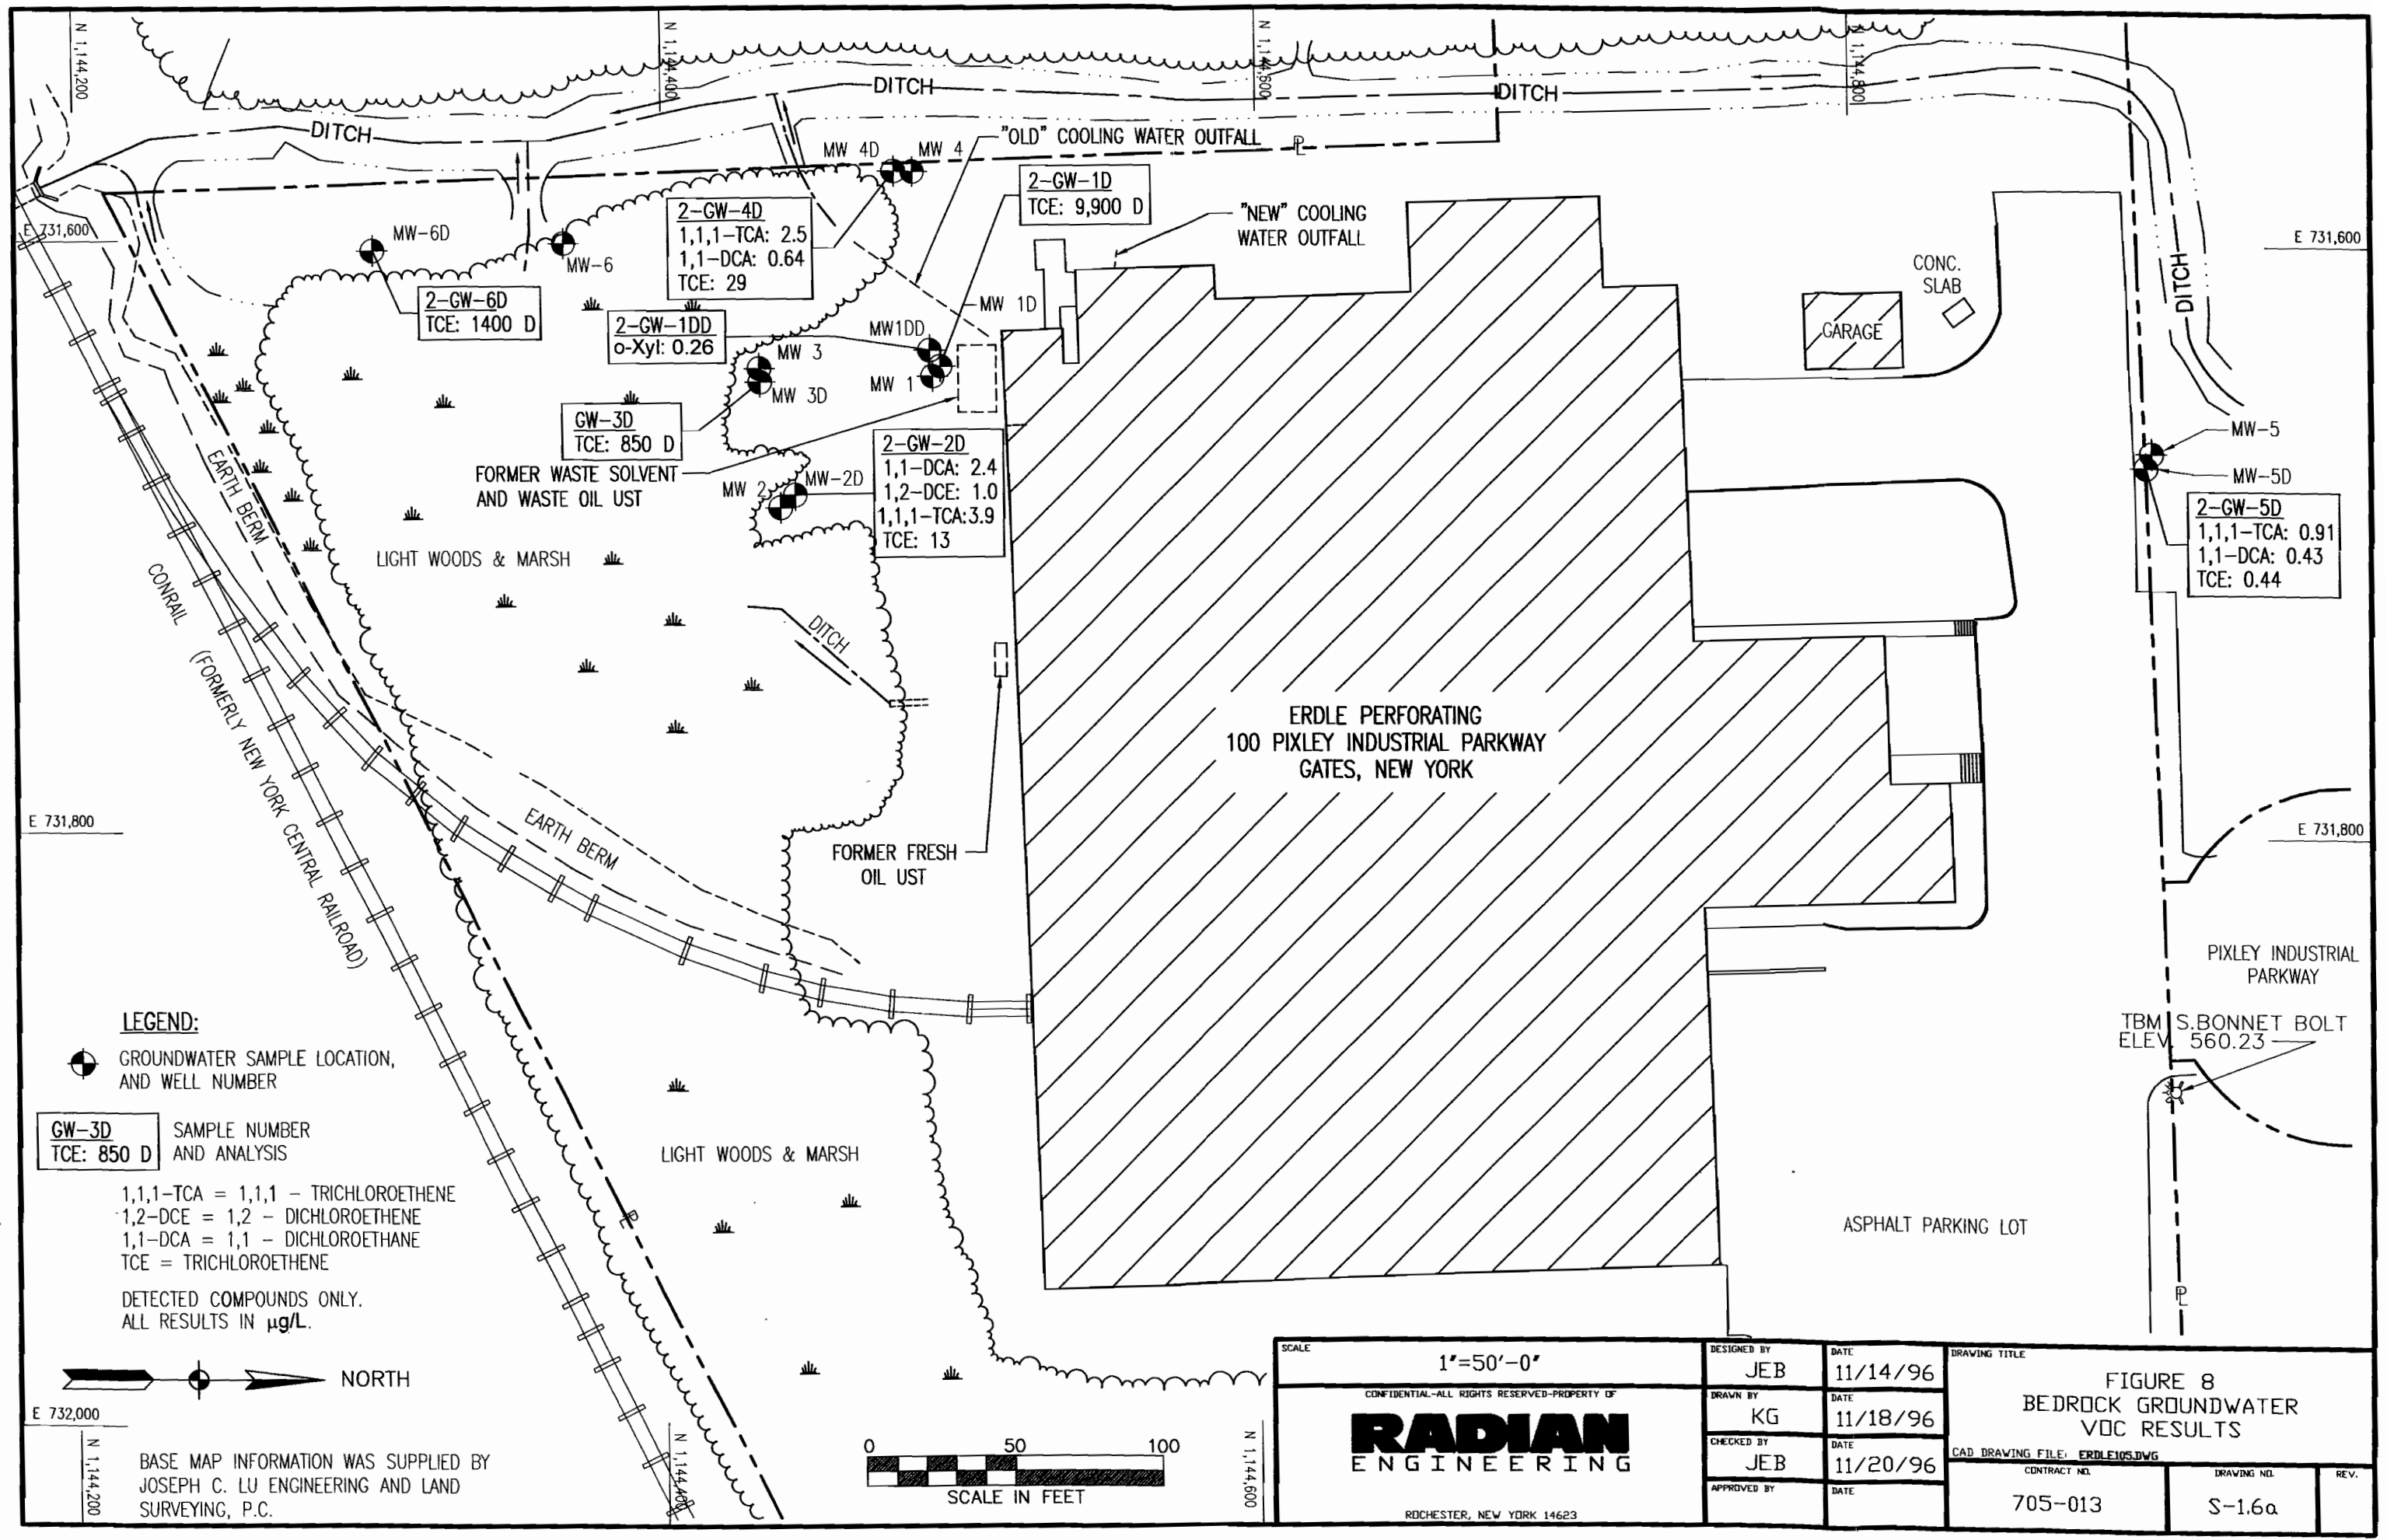 N 1,144,200
N 1,144,400
N 1,144,600
N 1,144,800
DITCH
DITCH
DITCH
"OLD" COOLING WATER OUTFALL
PL
MW 4D
MW 4
2-GW-1D
TCE: 9,900 D
"NEW" COOLING
WATER OUTFALL
2-GW-4D
1,1,1-TCA: 2.5
1,1-DCA: 0.64
TCE: 29
E 731,600
E 731,600
MW-6D
MW-6
2-GW-6D
TCE: 1400 D
DITCH
CONC.
SLAB
GARAGE
MW 1D
2-GW-1DD
o-Xyl: 0.26
MW1DD
MW 3
MW 1
MW 3D
GW-3D
TCE: 850 D
FORMER WASTE SOLVENT
AND WASTE OIL UST
2-GW-2D
1,1-DCA: 2.4
1,2-DCE: 1.0
1,1,1-TCA:3.9
TCE: 13
MW 2
MW-2D
MW-5
MW-5D
2-GW-5D
1,1,1-TCA: 0.91
1,1-DCA: 0.43
TCE: 0.44
EARTH BERM
LIGHT WOODS & MARSH
CONRAIL (FORMERLY NEW YORK CENTRAL RAILROAD)
DITCH
ERDLE PERFORATING
100 PIXLEY INDUSTRIAL PARKWAY
GATES, NEW YORK
E 731,800
E 731,800
EARTH BERM
FORMER FRESH
OIL UST
PIXLEY INDUSTRIAL
PARKWAY
TBM S.BONNET BOLT
ELEV. 560.23
LEGEND:
GROUNDWATER SAMPLE LOCATION,
AND WELL NUMBER
GW-3D
TCE: 850 D
SAMPLE NUMBER
AND ANALYSIS
1,1,1-TCA = 1,1,1 - TRICHLOROETHENE
1,2-DCE = 1,2 - DICHLOROETHENE
1,1-DCA = 1,1 - DICHLOROETHANE
TCE = TRICHLOROETHENE
DETECTED COMPOUNDS ONLY.
ALL RESULTS IN µg/L.
LIGHT WOODS & MARSH
PL
ASPHALT PARKING LOT
PL
NORTH
E 732,000
N 1,144,200
N 1,144,400
N 1,144,600
BASE MAP INFORMATION WAS SUPPLIED BY
JOSEPH C. LU ENGINEERING AND LAND
SURVEYING, P.C.
0 50 100
SCALE IN FEET
SCALE
1"=50'-0"
CONFIDENTIAL-ALL RIGHTS RESERVED-PROPERTY OF
RADIAN
ENGINEERING
ROCHESTER, NEW YORK 14623
DESIGNED BY
JEB
DATE
11/14/96
DRAWN BY
KG
DATE
11/18/96
CHECKED BY
JEB
DATE
11/20/96
APPROVED BY
DATE
DRAWING TITLE
FIGURE 8
BEDROCK GROUNDWATER
VOC RESULTS
CAD DRAWING FILE: ERDLE105.DWG
CONTRACT NO.
705-013
DRAWING NO.
S-1.6a
REV.